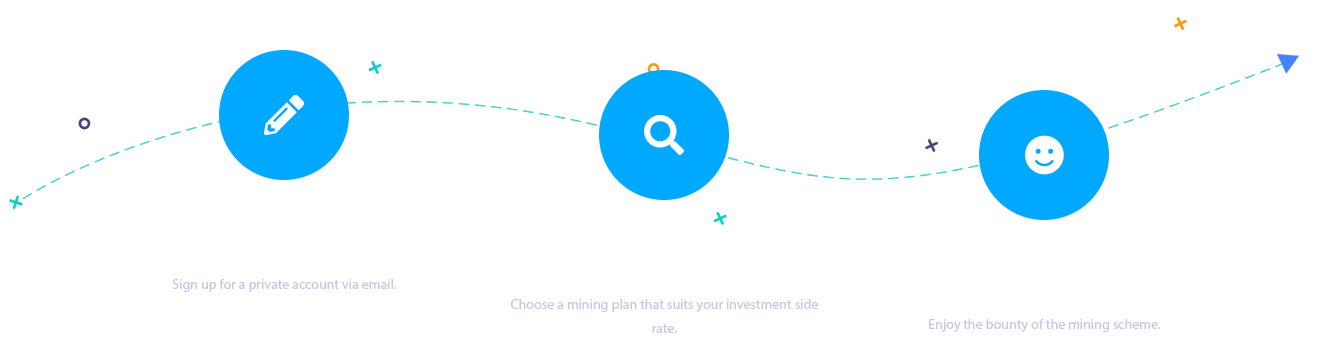 Sign up for a private account via email.
Choose a mining plan that suits your investment side
rate.
Enjoy the bounty of the mining scheme.